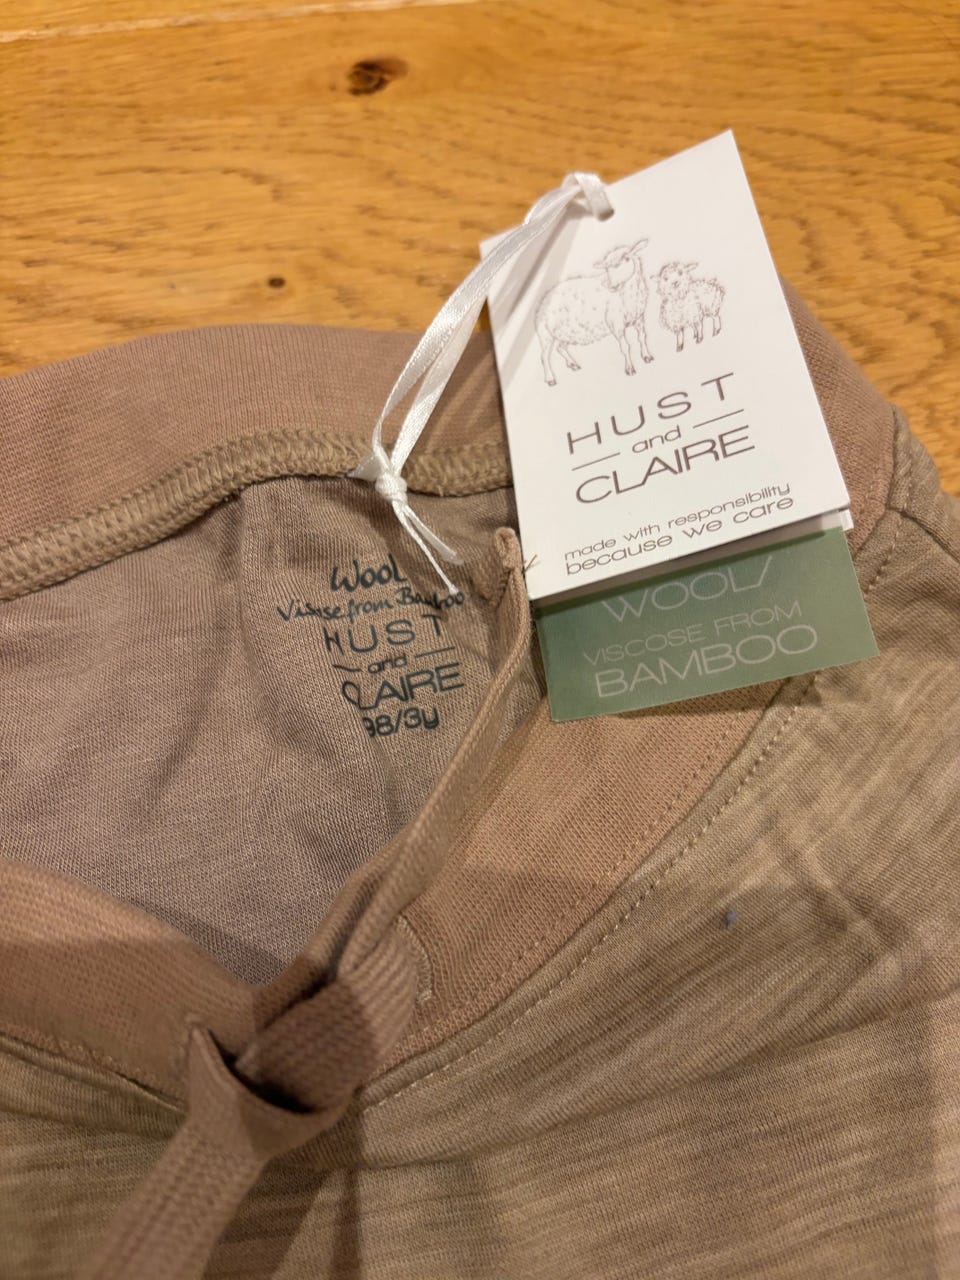 HUST
and
CLAIRE
made with responsibility
because we care
WOOL/
VISCOSE FROM
BAMBOO
Wool
Viscose from Bamboo
HUST
and
CLAIRE
98/3y